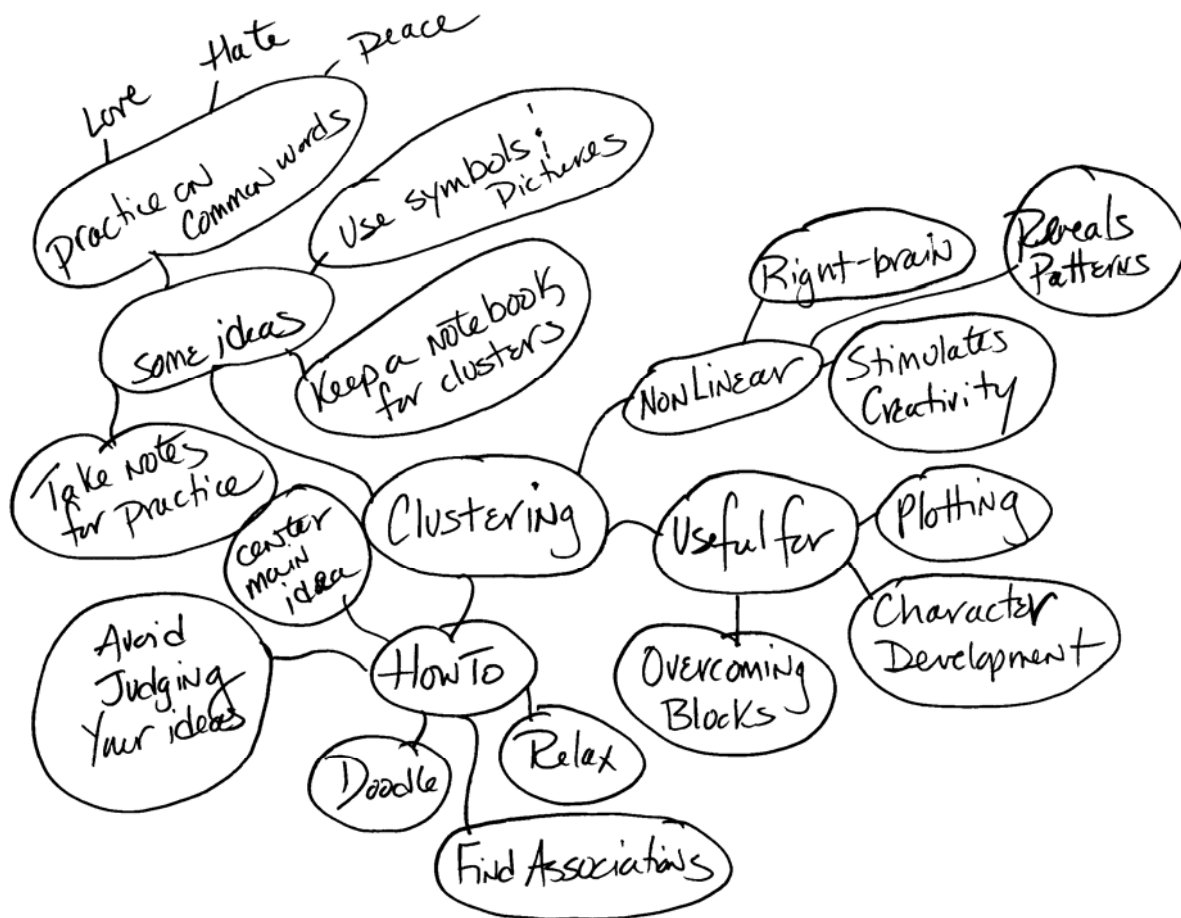 Love
Hate
Peace
Practice on
Common words
Use symbols &
Pictures
Some ideas
Keep a notebook
for clusters
Take notes
for practice
Right-brain
Reveals
Patterns
NonLinear
Stimulates
Creativity
Clustering
Useful for
Plotting
Character
Development
Overcoming
Blocks
center
main
idea
How To
Avoid
Judging
Your ideas
Doodle
Relax
Find Associations